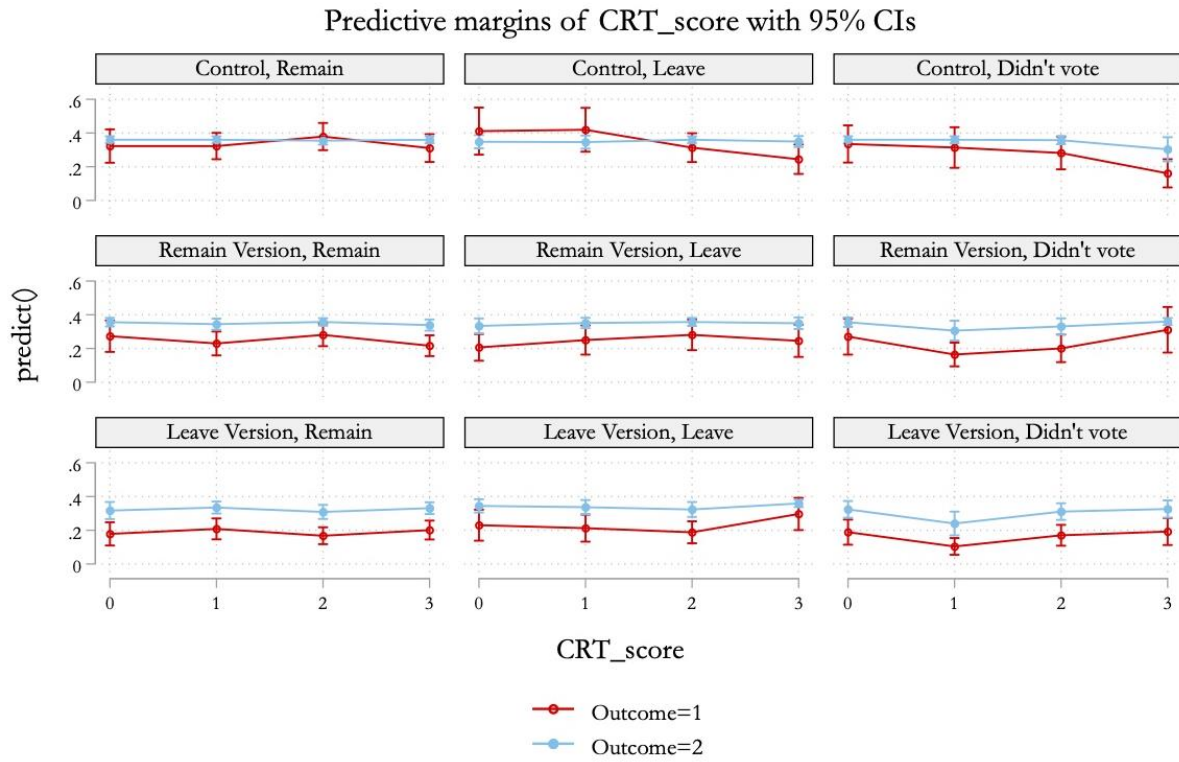 Predictive margins of CRT_score with 95% CIs
Control, Remain
Control, Leave
Control, Didn't vote
.6
.4
.2
0
Remain Version, Remain
Remain Version, Leave
Remain Version, Didn't vote
.6
.4
.2
0
predict()
Leave Version, Remain
Leave Version, Leave
Leave Version, Didn't vote
.6
.4
.2
0
0 1 2 3
0 1 2 3
0 1 2 3
CRT_score
Outcome=1
Outcome=2